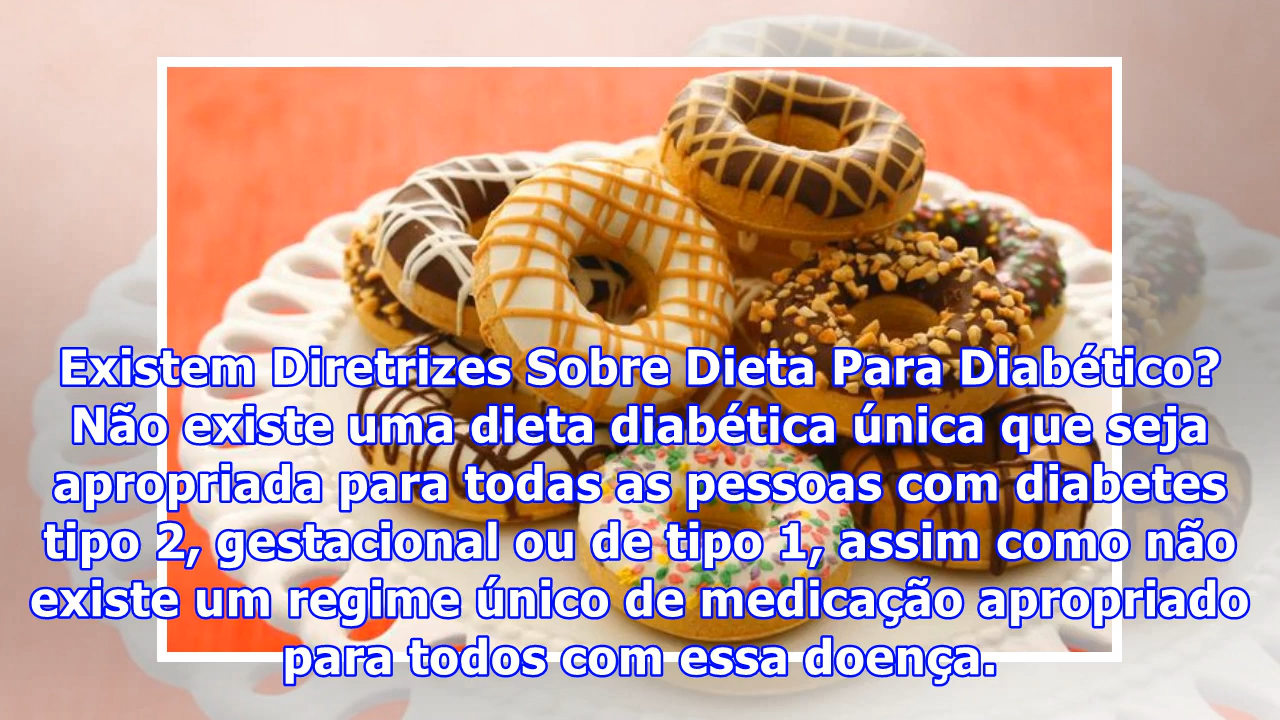 Existem Diretrizes Sobre Dieta Para Diabético?
Não existe uma dieta diabética única que seja
apropriada para todas as pessoas com diabetes
tipo 2, gestacional ou de tipo 1, assim como não
existe um regime único de medicação apropriado
para todos com essa doença.